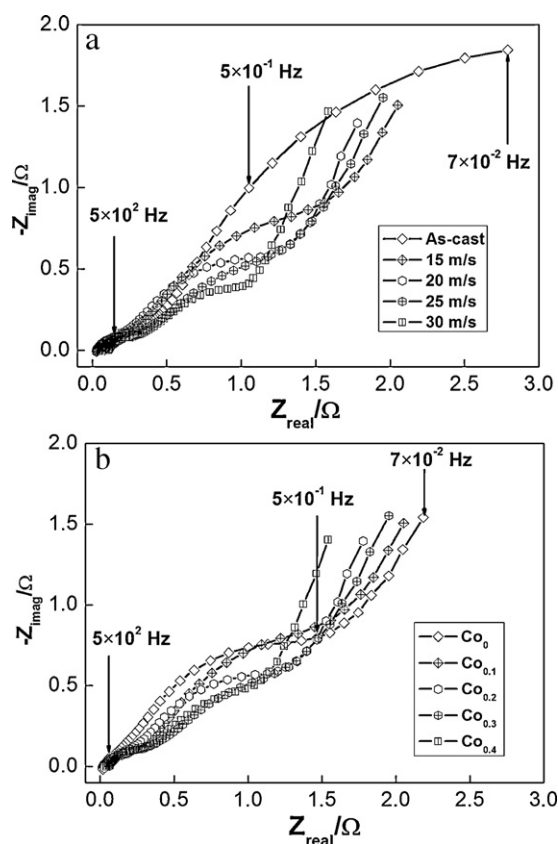 a
-Z_imag/Ω
2.0
1.5
1.0
0.5
0.0
5×10⁻¹ Hz
7×10⁻² Hz
5×10² Hz
As-cast
15 m/s
20 m/s
25 m/s
30 m/s
0.0 0.5 1.0 1.5 2.0 2.5 3.0
Z_real/Ω
b
-Z_imag/Ω
2.0
1.5
1.0
0.5
0.0
7×10⁻² Hz
5×10⁻¹ Hz
5×10² Hz
Co₀
Co₀.₁
Co₀.₂
Co₀.₃
Co₀.₄
0.0 0.5 1.0 1.5 2.0 2.5 3.0
Z_real/Ω